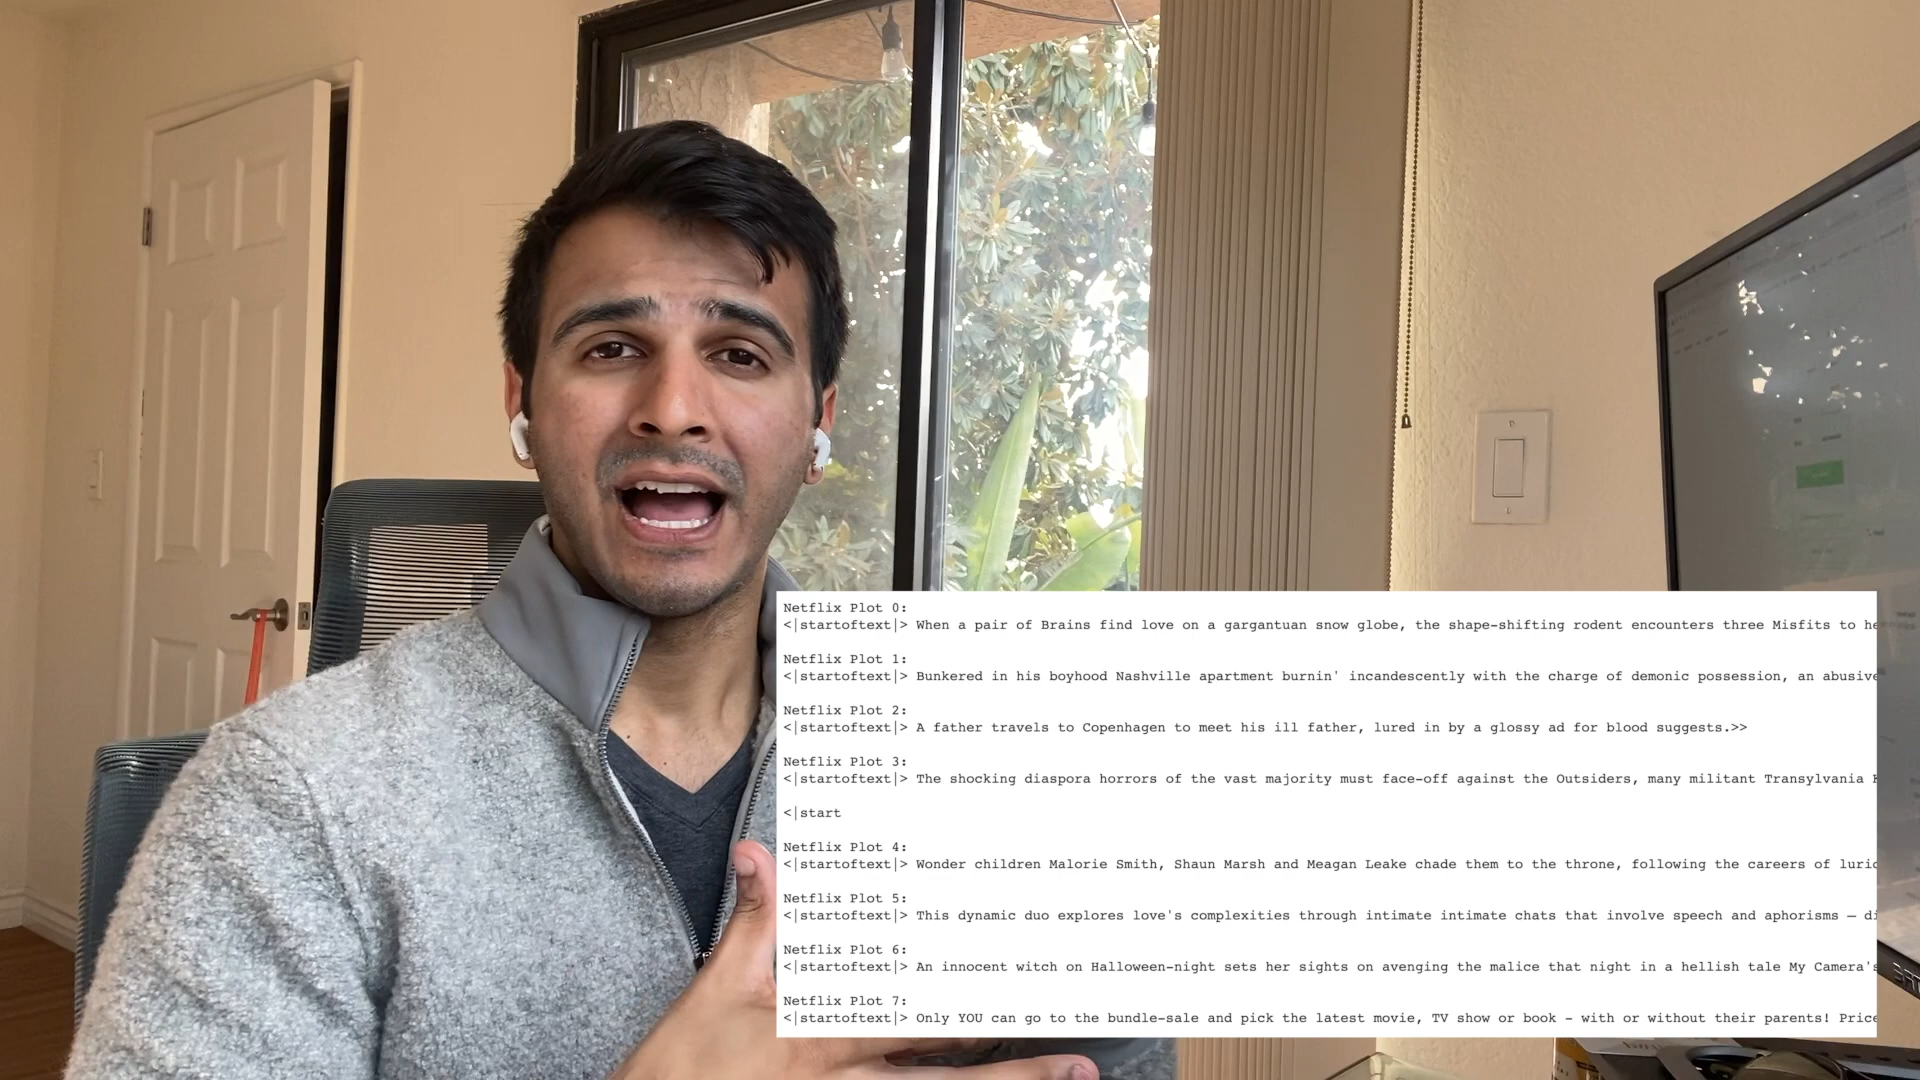 Netflix Plot 0:
<|startoftext|> When a pair of Brains find love on a gargantuan snow globe, the shape-shifting rodent encounters three Misfits to he
Netflix Plot 1:
<|startoftext|> Bunkered in his boyhood Nashville apartment burnin' incandescently with the charge of demonic possession, an abusive
Netflix Plot 2:
<|startoftext|> A father travels to Copenhagen to meet his ill father, lured in by a glossy ad for blood suggests.>>
Netflix Plot 3:
<|startoftext|> The shocking diaspora horrors of the vast majority must face-off against the Outsiders, many militant Transylvania
<|start
Netflix Plot 4:
<|startoftext|> Wonder children Malorie Smith, Shaun Marsh and Meagan Leake chade them to the throne, following the careers of luric
Netflix Plot 5:
<|startoftext|> This dynamic duo explores love's complexities through intimate intimate chats that involve speech and aphorisms — di
Netflix Plot 6:
<|startoftext|> An innocent witch on Halloween-night sets her sights on avenging the malice that night in a hellish tale My Camera's
Netflix Plot 7:
<|startoftext|> Only YOU can go to the bundle-sale and pick the latest movie, TV show or book - with or without their parents! Price